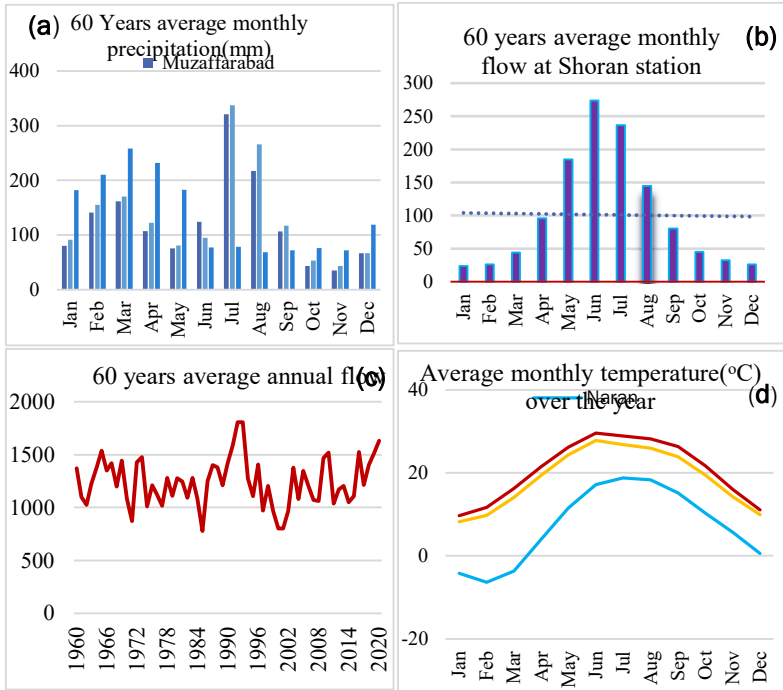 (a)
60 Years average monthly
precipitation(mm)
Muzaffarabad
400
300
200
100
0
Jan Feb Mar Apr May Jun Jul Aug Sep Oct Nov Dec
(b)
60 years average monthly
flow at Shoran station
300
250
200
150
100
50
0
Jan Feb Mar Apr May Jun Jul Aug Sep Oct Nov Dec
60 years average annual flow
(c)
2000
1500
1000
500
0
1960 1966 1972 1978 1984 1990 1996 2002 2008 2014 2020
Average monthly temperature(°C)
over the year
Naran
(d)
40
20
0
-20
Jan Feb Mar Apr May Jun Jul Aug Sep Oct Nov Dec